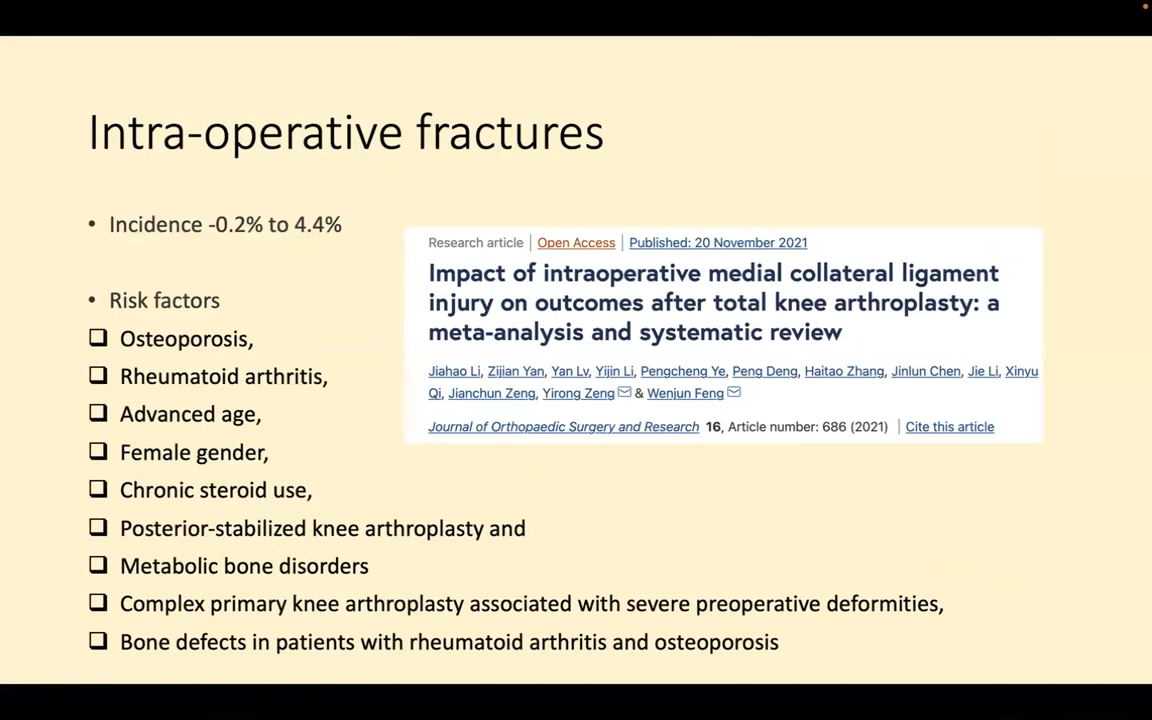 Intra-operative fractures
• Incidence -0.2% to 4.4%
• Risk factors
❑ Osteoporosis,
❑ Rheumatoid arthritis,
❑ Advanced age,
❑ Female gender,
❑ Chronic steroid use,
❑ Posterior-stabilized knee arthroplasty and
❑ Metabolic bone disorders
❑ Complex primary knee arthroplasty associated with severe preoperative deformities,
❑ Bone defects in patients with rheumatoid arthritis and osteoporosis
Research article | Open Access | Published: 20 November 2021
Impact of intraoperative medial collateral ligament
injury on outcomes after total knee arthroplasty: a
meta-analysis and systematic review
Jiahao Li, Zijian Yan, Yan Lv, Yijin Li, Pengcheng Ye, Peng Deng, Haitao Zhang, Jinlun Chen, Jie Li, Xinyu
Qi, Jianchun Zeng, Yirong Zeng & Wenjun Feng
Journal of Orthopaedic Surgery and Research 16, Article number: 686 (2021) | Cite this article